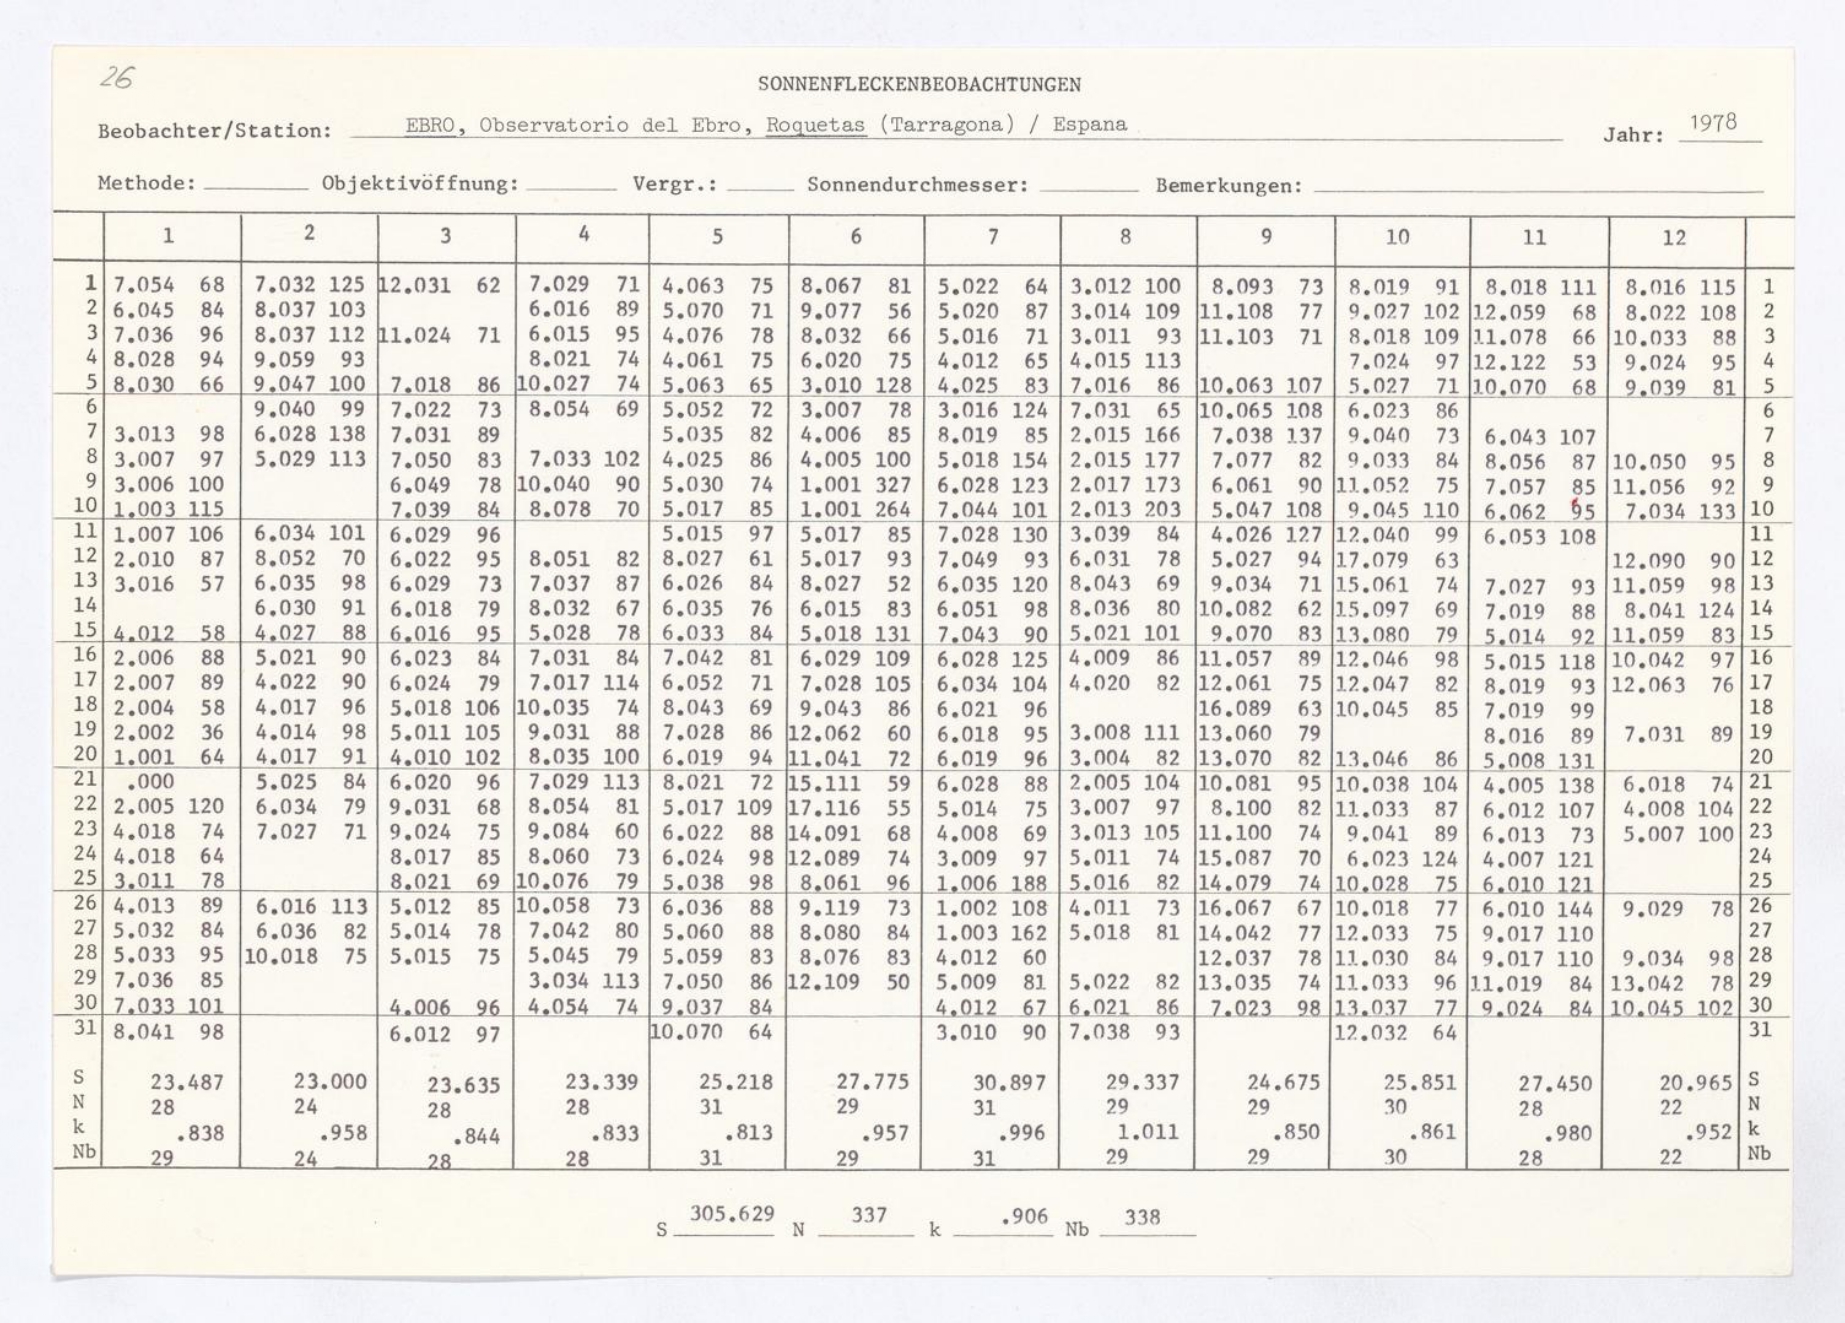 26
SONNENFLECKENBEOBACHTUNGEN
Beobachter/Station: EBRO, Observatorio del Ebro, Roquetas (Tarragona) / Espana Jahr: 1978
Methode: Objektivöffnung: Vergr.: Sonnendurchmesser: Bemerkungen:
1 2 3 4 5 6 7 8 9 10 11 12
1 7.054 68 7.032 125 12.031 62 7.029 71 4.063 75 8.067 81 5.022 64 3.012 100 8.093 73 8.019 91 8.018 111 8.016 115 1
2 6.045 84 8.037 103 6.016 89 5.070 71 9.077 56 5.020 87 3.014 109 11.108 77 9.027 102 12.059 68 8.022 108 2
3 7.036 96 8.037 112 11.024 71 6.015 95 4.076 78 8.032 66 5.016 71 3.011 93 11.103 71 8.018 109 11.078 66 10.033 88 3
4 8.028 94 9.059 93 8.021 74 4.061 75 6.020 75 4.012 65 4.015 113 7.024 97 12.122 53 9.024 95 4
5 8.030 66 9.047 100 7.018 86 10.027 74 5.063 65 3.010 128 4.025 83 7.016 86 10.063 107 5.027 71 10.070 68 9.039 81 5
6 9.040 99 7.022 73 8.054 69 5.052 72 3.007 78 3.016 124 7.031 65 10.065 108 6.023 86 6
7 3.013 98 6.028 138 7.031 89 5.035 82 4.006 85 8.019 85 2.015 166 7.038 137 9.040 73 6.043 107 7
8 3.007 97 5.029 113 7.050 83 7.033 102 4.025 86 4.005 100 5.018 154 2.015 177 7.077 82 9.033 84 8.056 87 10.050 95 8
9 3.006 100 6.049 78 10.040 90 5.030 74 1.001 327 6.028 123 2.017 173 6.061 90 11.052 75 7.057 85 11.056 92 9
10 1.003 115 7.039 84 8.078 70 5.017 85 1.001 264 7.044 101 2.013 203 5.047 108 9.045 110 6.062 95 7.034 133 10
11 1.007 106 6.034 101 6.029 96 5.015 97 5.017 85 7.028 130 3.039 84 4.026 127 12.040 99 6.053 108 11
12 2.010 87 8.052 70 6.022 95 8.051 82 8.027 61 5.017 93 7.049 93 6.031 78 5.027 94 17.079 63 12.090 90 12
13 3.016 57 6.035 98 6.029 73 7.037 87 6.026 84 8.027 52 6.035 120 8.043 69 9.034 71 15.061 74 7.027 93 11.059 98 13
14 6.030 91 6.018 79 8.032 67 6.035 76 6.015 83 6.051 98 8.036 80 10.082 62 15.097 69 7.019 88 8.041 124 14
15 4.012 58 4.027 88 6.016 95 5.028 78 6.033 84 5.018 131 7.043 90 5.021 101 9.070 83 13.080 79 5.014 92 11.059 83 15
16 2.006 88 5.021 90 6.023 84 7.031 84 7.042 81 6.029 109 6.028 125 4.009 86 11.057 89 12.046 98 5.015 118 10.042 97 16
17 2.007 89 4.022 90 6.024 79 7.017 114 6.052 71 7.028 105 6.034 104 4.020 82 12.061 75 12.047 82 8.019 93 12.063 76 17
18 2.004 58 4.017 96 5.018 106 10.035 74 8.043 69 9.043 86 6.021 96 16.089 63 10.045 85 7.019 99 18
19 2.002 36 4.014 98 5.011 105 9.031 88 7.028 86 12.062 60 6.018 95 3.008 111 13.060 79 8.016 89 7.031 89 19
20 1.001 64 4.017 91 4.010 102 8.035 100 6.019 94 11.041 72 6.019 96 3.004 82 13.070 82 13.046 86 5.008 131 20
21 .000 5.025 84 6.020 96 7.029 113 8.021 72 15.111 59 6.028 88 2.005 104 10.081 95 10.038 104 4.005 138 6.018 74 21
22 2.005 120 6.034 79 9.031 68 8.054 81 5.017 109 17.116 55 5.014 75 3.007 97 8.100 82 11.033 87 6.012 107 4.008 104 22
23 4.018 74 7.027 71 9.024 75 9.084 60 6.022 88 14.091 68 4.008 69 3.013 105 11.100 74 9.041 89 6.013 73 5.007 100 23
24 4.018 64 8.017 85 8.060 73 6.024 98 12.089 74 3.009 97 5.011 74 15.087 70 6.023 124 4.007 121 24
25 3.011 78 8.021 69 10.076 79 5.038 98 8.061 96 1.006 188 5.016 82 14.079 74 10.028 75 6.010 121 25
26 4.013 89 6.016 113 5.012 85 10.058 73 6.036 88 9.119 73 1.002 108 4.011 73 16.067 67 10.018 77 6.010 144 9.029 78 26
27 5.032 84 6.036 82 5.014 78 7.042 80 5.060 88 8.080 84 1.003 162 5.018 81 14.042 77 12.033 75 9.017 110 27
28 5.033 95 10.018 75 5.015 75 5.045 79 5.059 83 8.076 83 4.012 60 12.037 78 11.030 84 9.017 110 9.034 98 28
29 7.036 85 3.034 113 7.050 86 12.109 50 5.009 81 5.022 82 13.035 74 11.033 96 11.019 84 13.042 78 29
30 7.033 101 4.006 96 4.054 74 9.037 84 4.012 67 6.021 86 7.023 98 13.037 77 9.024 84 10.045 102 30
31 8.041 98 6.012 97 10.070 64 3.010 90 7.038 93 12.032 64 31
S 23.487 23.000 23.635 23.339 25.218 27.775 30.897 29.337 24.675 25.851 27.450 20.965 S
N 28 24 28 28 31 29 31 29 29 30 28 22 N
k .838 .958 .844 .833 .813 .957 .996 1.011 .850 .861 .980 .952 k
Nb 29 24 28 28 31 29 31 29 29 30 28 22 Nb
S 305.629 N 337 k .906 Nb 338